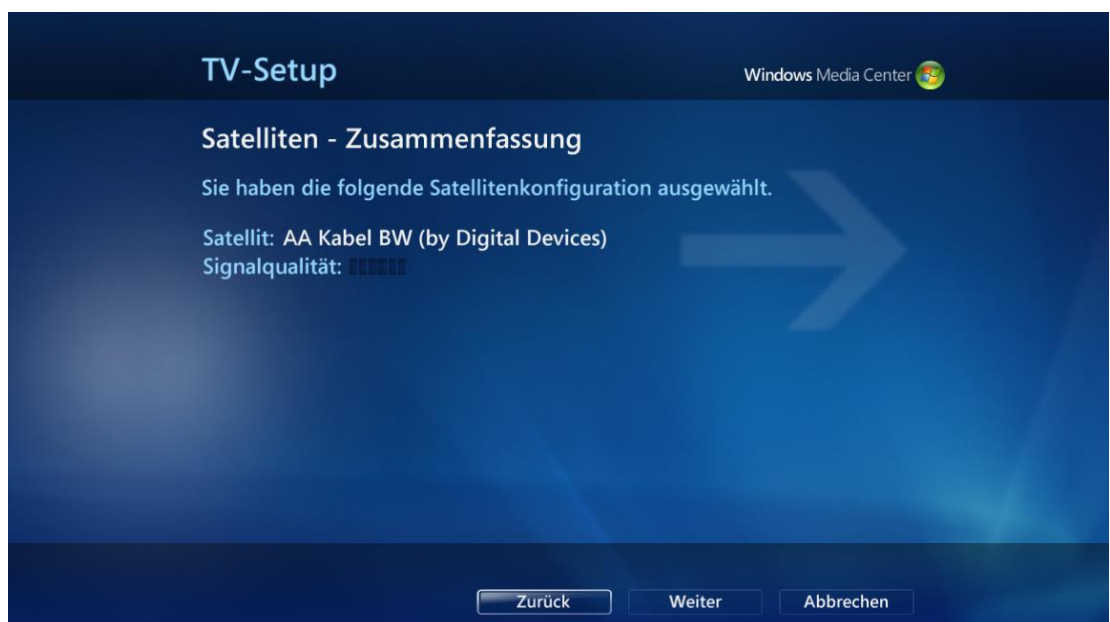 TV-Setup
Windows Media Center
Satelliten - Zusammenfassung
Sie haben die folgende Satellitenkonfiguration ausgewählt.
Satellit: AA Kabel BW (by Digital Devices)
Signalqualität:
Zurück Weiter Abbrechen